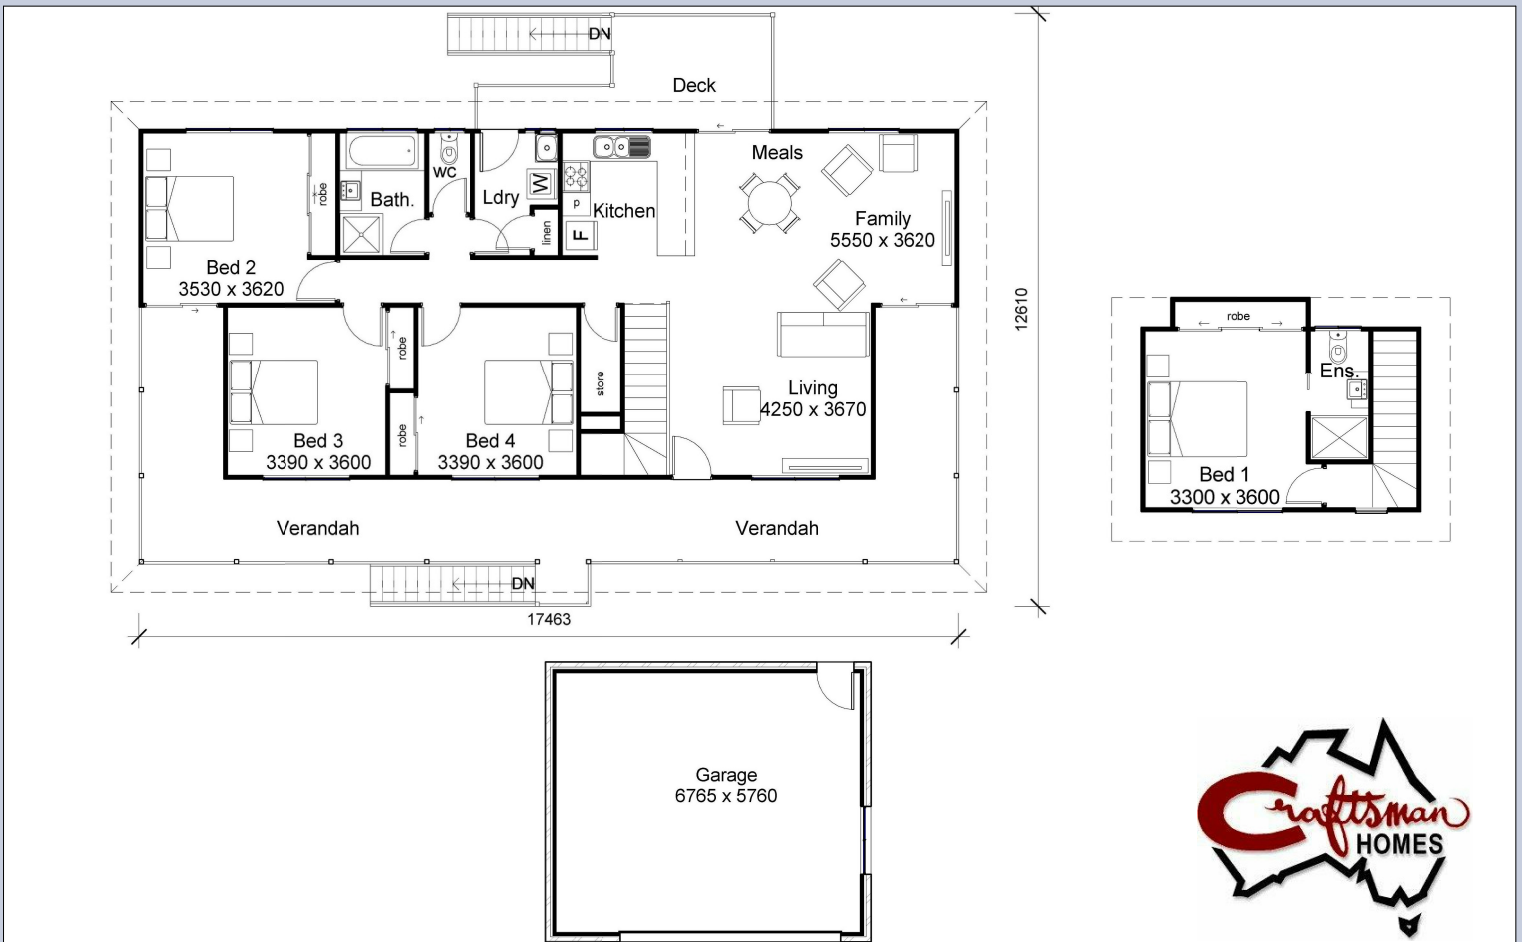 DN
Deck
Meals
WC
robe
Bath.
Ldry
W
linen
P
F
Kitchen
Family
5550 x 3620
Bed 2
3530 x 3620
12610
robe
robe
store
Living
4250 x 3670
Bed 3
3390 x 3600
Bed 4
3390 x 3600
Verandah
Verandah
DN
17463
robe
Ens.
Bed 1
3300 x 3600
Garage
6765 x 5760
Craftsman
HOMES